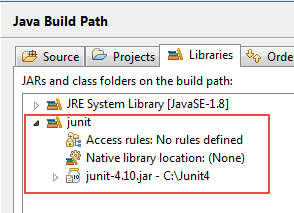 Java Build Path
Source Projects Libraries Orde
JARs and class folders on the build path:
JRE System Library [JavaSE-1.8]
junit
Access rules: No rules defined
Native library location: (None)
junit-4.10.jar - C:\Junit4